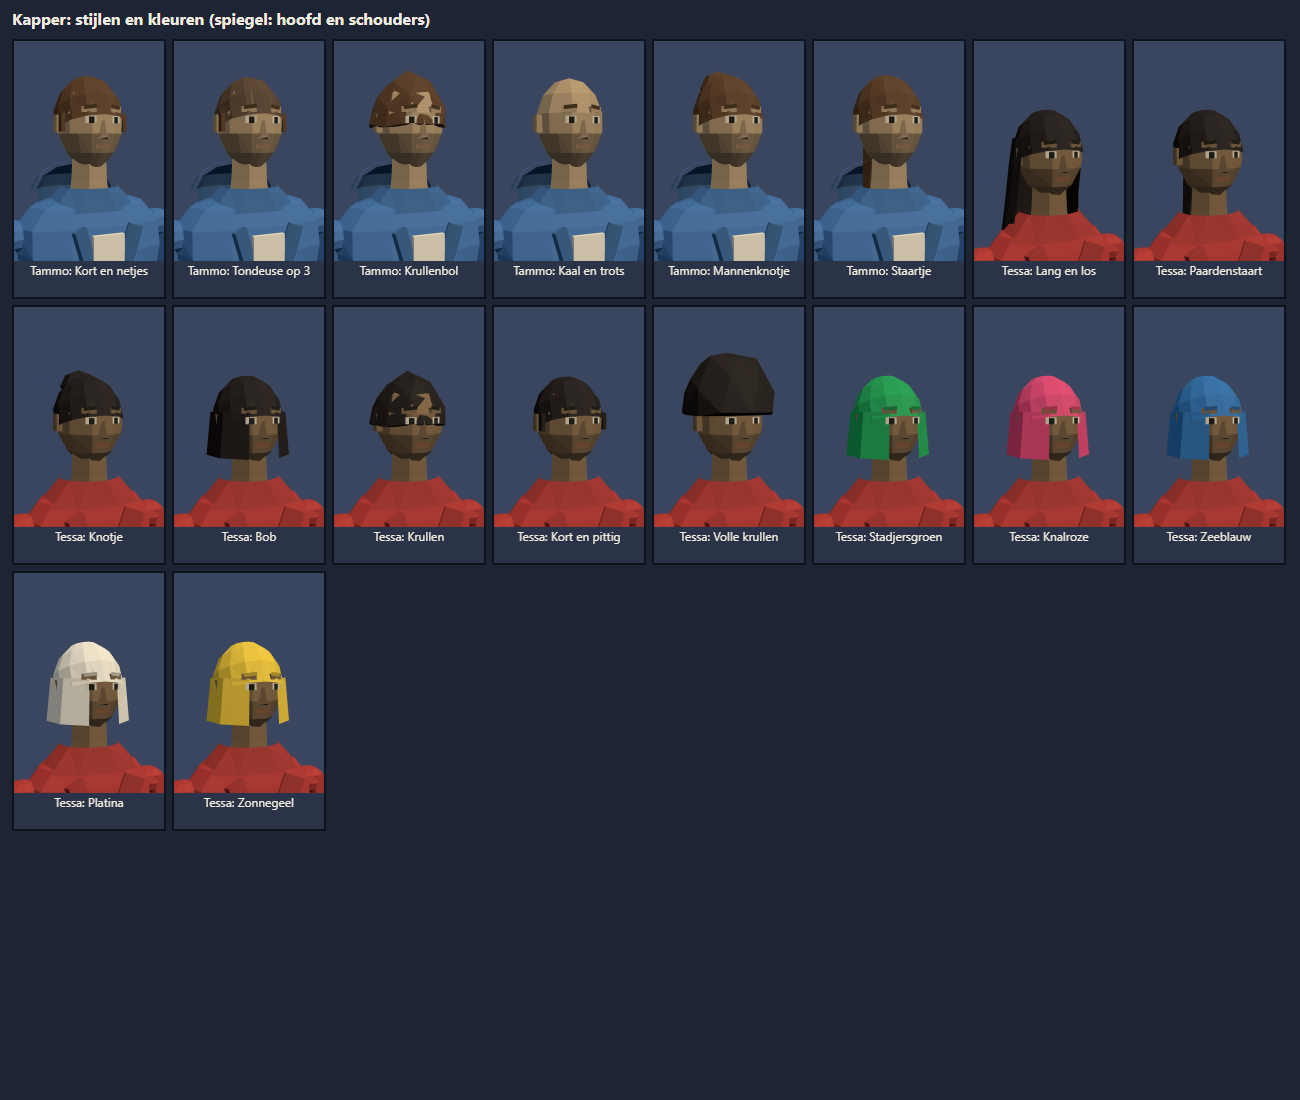 Kapper: stijlen en kleuren (spiegel: hoofd en schouders)
Tammo: Kort en netjes
Tammo: Tondeuse op 3
Tammo: Krullenbol
Tammo: Kaal en trots
Tammo: Mannenknotje
Tammo: Staartje
Tessa: Lang en los
Tessa: Paardenstaart
Tessa: Knotje
Tessa: Bob
Tessa: Krullen
Tessa: Kort en pittig
Tessa: Volle krullen
Tessa: Stadjersgroen
Tessa: Knalroze
Tessa: Zeeblauw
Tessa: Platina
Tessa: Zonnegeel